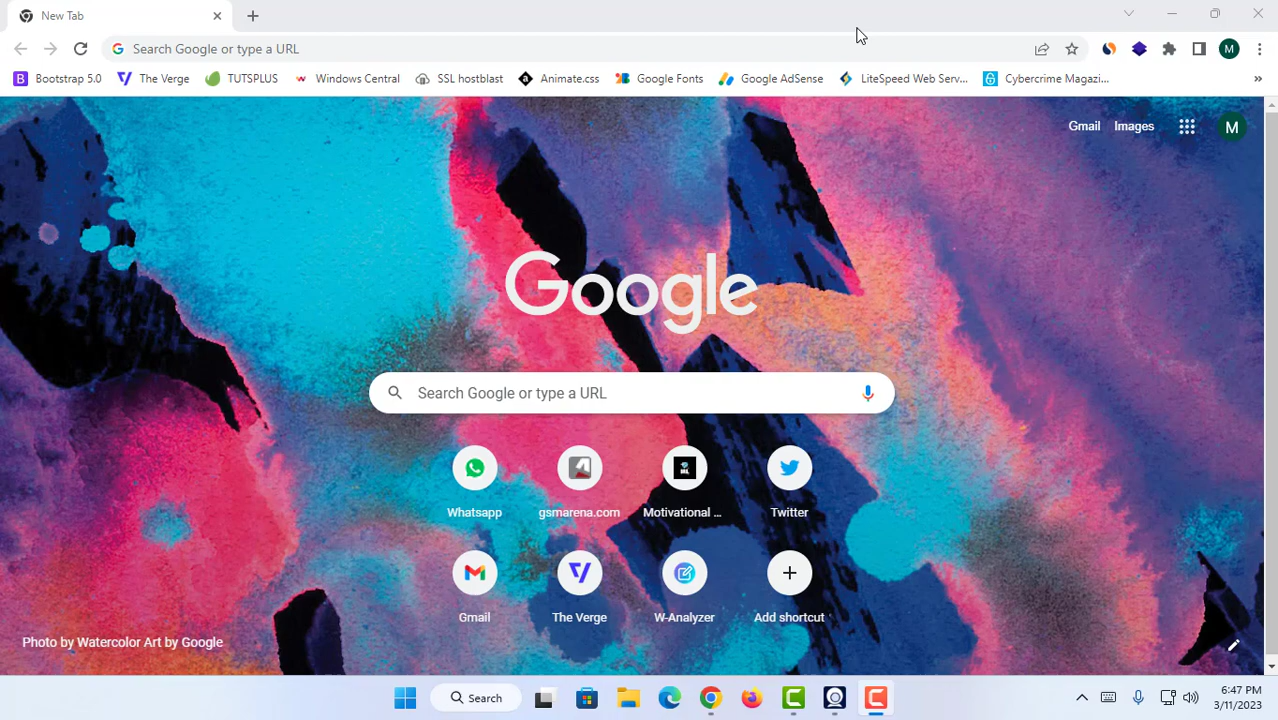 New Tab
Search Google or type a URL
M
Bootstrap 5.0 The Verge TUTSPLUS Windows Central SSL hostblast Animate.css Google Fonts Google AdSense LiteSpeed Web Serv... Cybercrime Magazi... »
Gmail Images M
Google
Search Google or type a URL
Whatsapp gsmarena.com Motivational ... Twitter
Gmail The Verge W-Analyzer Add shortcut
Photo by Watercolor Art by Google
Search
6:47 PM
3/11/2023